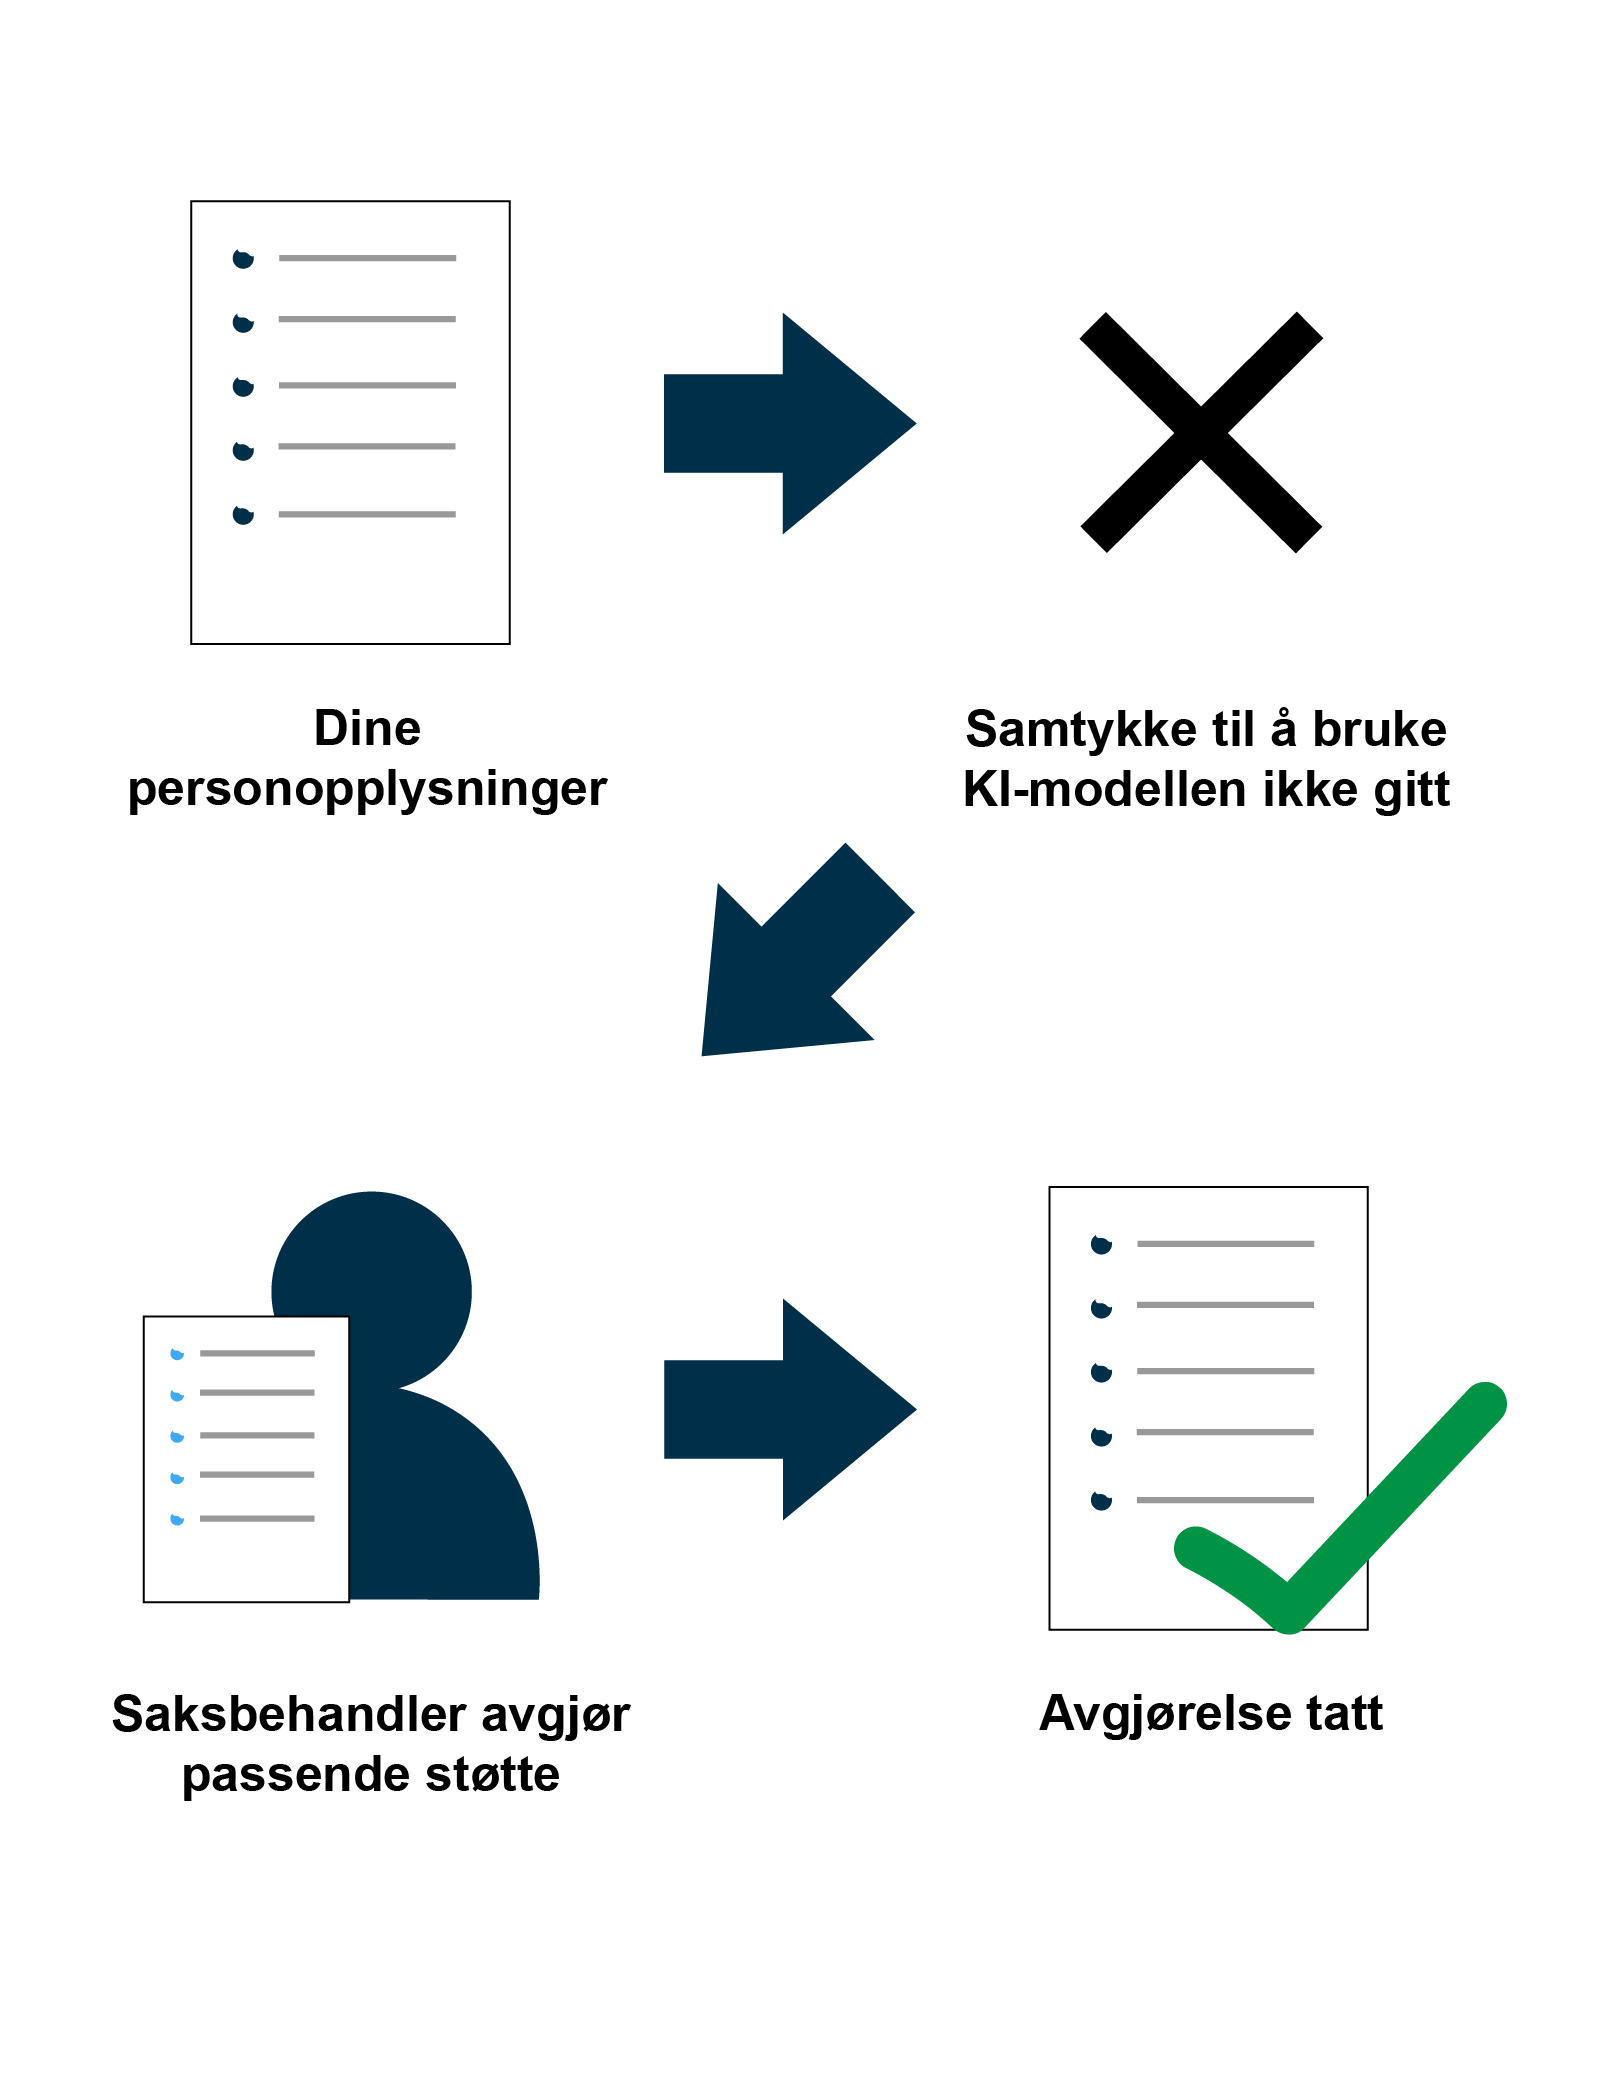 Dine
personopplysninger
Samtykke til å bruke
KI-modellen ikke gitt
Saksbehandler avgjør
passende støtte
Avgjørelse tatt